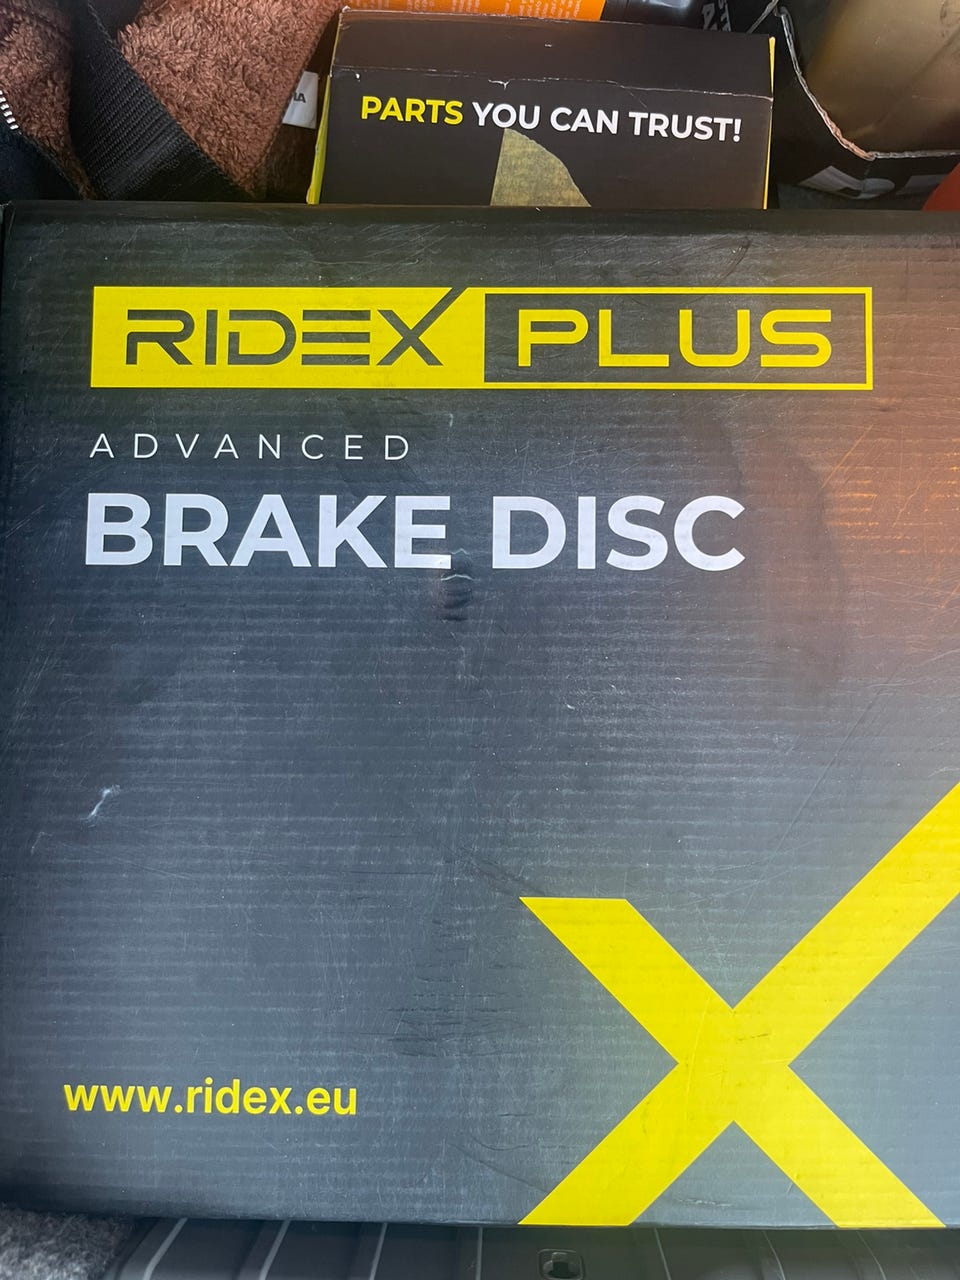 PARTS YOU CAN TRUST!
RIDEX PLUS
ADVANCED
BRAKE DISC
www.ridex.eu